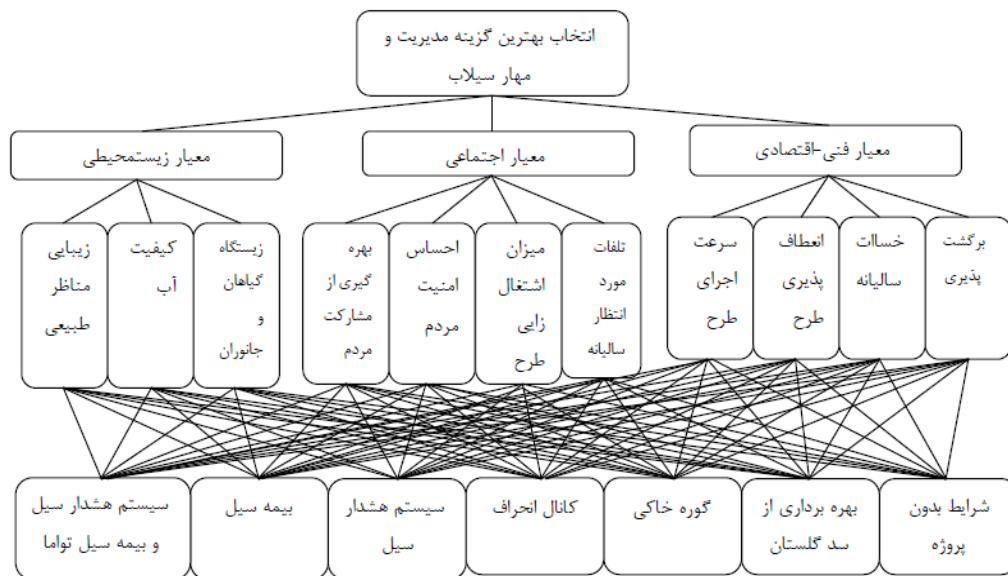 انتخاب بهترین گزینه مدیریت و
مهار سیلاب
معیار فنی-اقتصادی
معیار اجتماعی
معیار زیستمحیطی
برگشت
پذیری
خساات
سالیانه
انعطاف
پذیری
طرح
سرعت
اجرای
طرح
تلفات
مورد
انتظار
سالیانه
میزان
اشتغال
زایی
طرح
احساس
امنیت
مردم
بهره
گیری از
مشارکت
مردم
زیستگاه
گیاهان
و
جانوران
کیفیت
آب
زیبایی
مناظر
طبیعی
شرایط بدون
پروژه
بهره برداری از
سد گلستان
گوره خاکی
کانال انحراف
سیستم هشدار
سیل
بیمه سیل
سیستم هشدار سیل
و بیمه سیل تواما